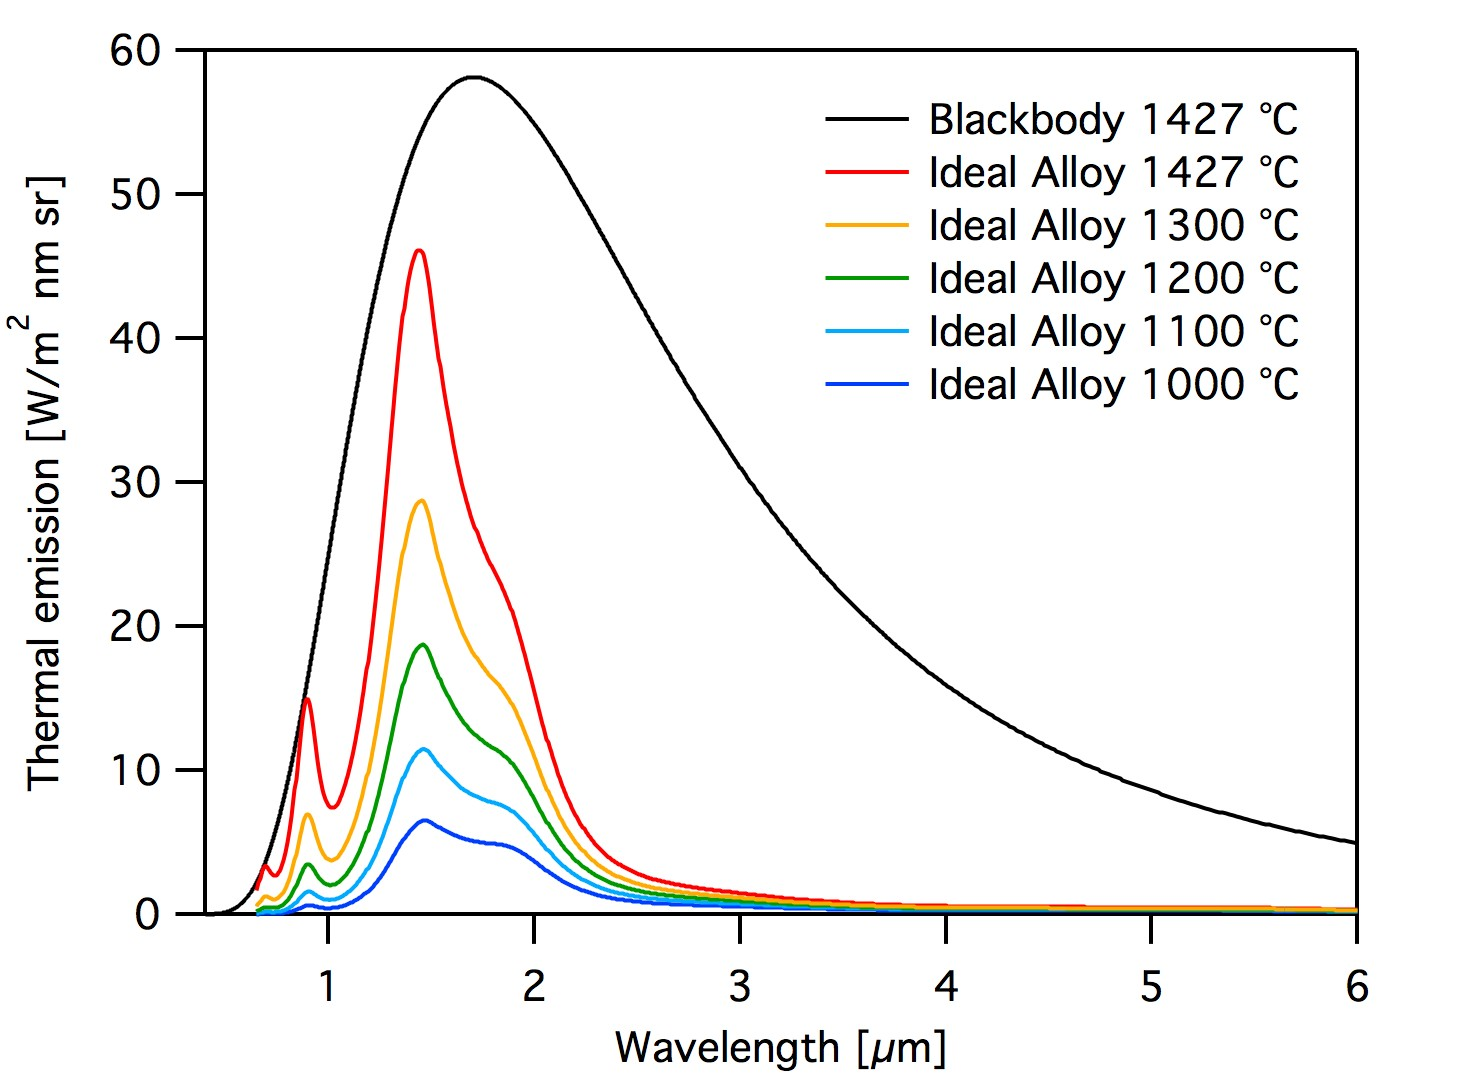 60
50
40
30
20
10
0
Thermal emission [W/m² nm sr]
Blackbody 1427 °C
Ideal Alloy 1427 °C
Ideal Alloy 1300 °C
Ideal Alloy 1200 °C
Ideal Alloy 1100 °C
Ideal Alloy 1000 °C
1 2 3 4 5 6
Wavelength [µm]